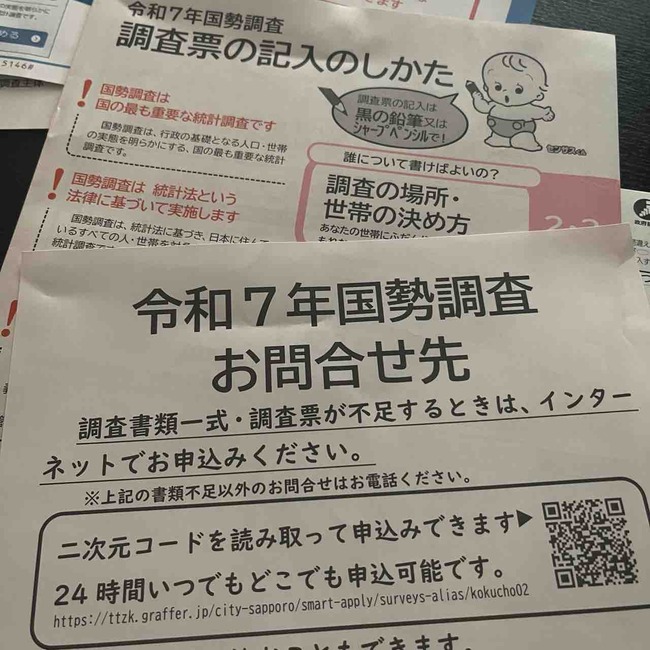 5146#
令和7年国勢調査
調査票の記入のしかた
国勢調査は
国の最も重要な統計調査です
国勢調査は、行政の基礎となる人口・世帯
の実態を明らかにする、国の最も重要な統計
調査です。
調査票の記入は
黒の鉛筆又は
シャープペンシルで!
センサスくん
誰について書けばよいの?
調査の場所・
世帯の決め方
国勢調査は 統計法という
法律に基づいて実施します
国勢調査は、統計法に基づき、日本に住んで
いるすべての人・世帯を対
令和7年国勢調査
お問合せ先
調査書類一式・調査票が不足するときは、インター
ネットでお申込みください。
※上記の書類不足以外のお問合せはお電話ください。
二次元コードを読み取って申込みできます▶
24時間いつでもどこでも申込可能です。
https://ttzk.graffer.jp/city-sapporo/smart-apply/surveys-alias/kokucho02